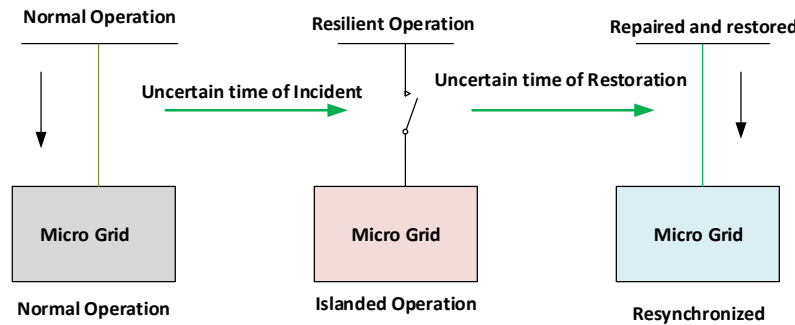 Normal Operation
Resilient Operation
Repaired and restored
Uncertain time of Incident
Uncertain time of Restoration
Micro Grid
Micro Grid
Micro Grid
Normal Operation
Islanded Operation
Resynchronized